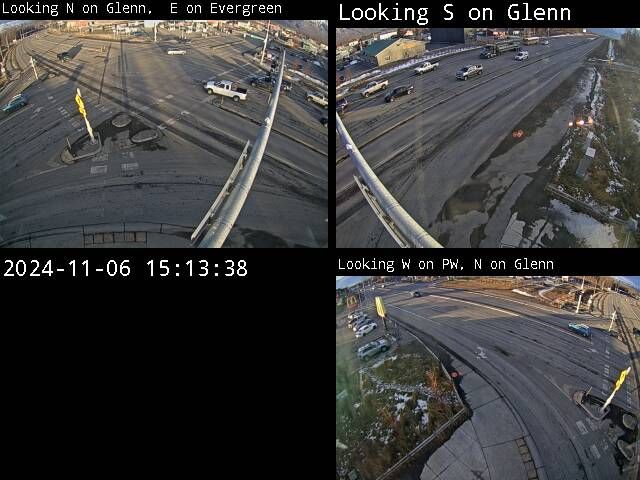 Looking N on Glenn,  E on Evergreen
Looking S on Glenn
2024-11-06 15:13:38
Looking W on PW, N on Glenn